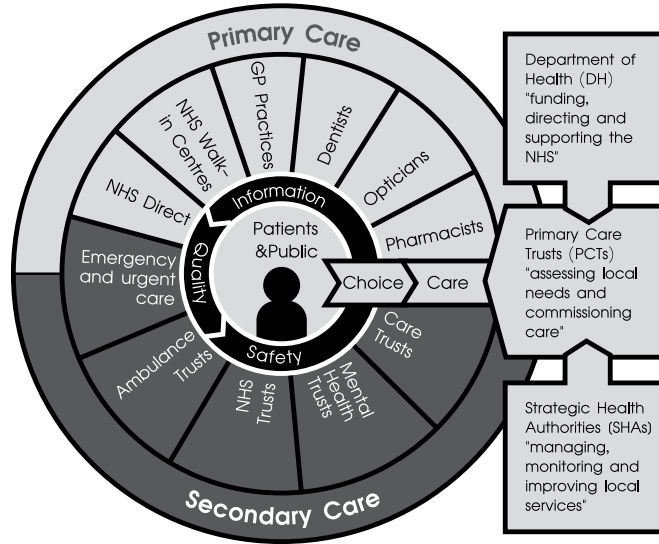 Primary Care
NHS Direct
NHS Walk-
in Centres
GP Practices
Dentists
Opticians
Pharmacists
Information
Quality
Safety
Patients
&Public
Choice
Care
Emergency
and urgent
care
Ambulance
Trusts
NHS
Trusts
Mental
Health
Trusts
Care
Trusts
Secondary Care
Department of
Health (DH)
"funding,
directing and
supporting the
NHS"
Primary Care
Trusts (PCTs)
"assessing local
needs and
commissioning
care"
Strategic Health
Authorities (SHAs)
"managing,
monitoring and
improving local
services"